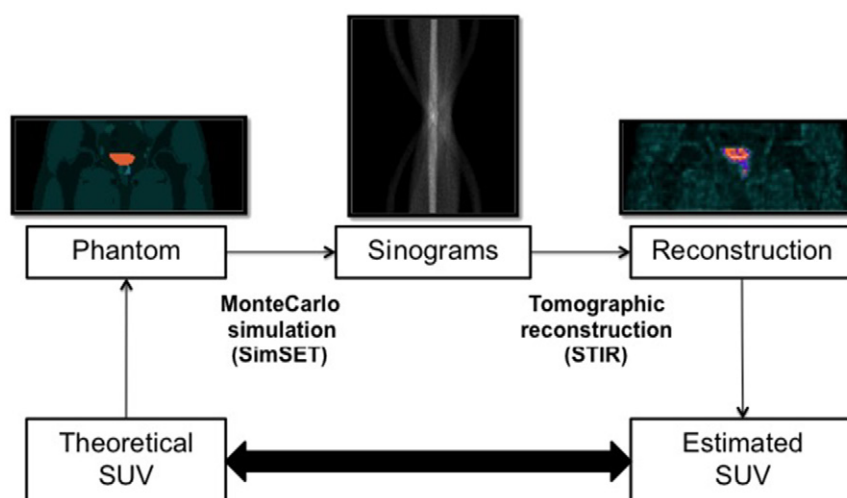 Phantom
Sinograms
Reconstruction
MonteCarlo
simulation
(SimSET)
Tomographic
reconstruction
(STIR)
Theoretical
SUV
Estimated
SUV